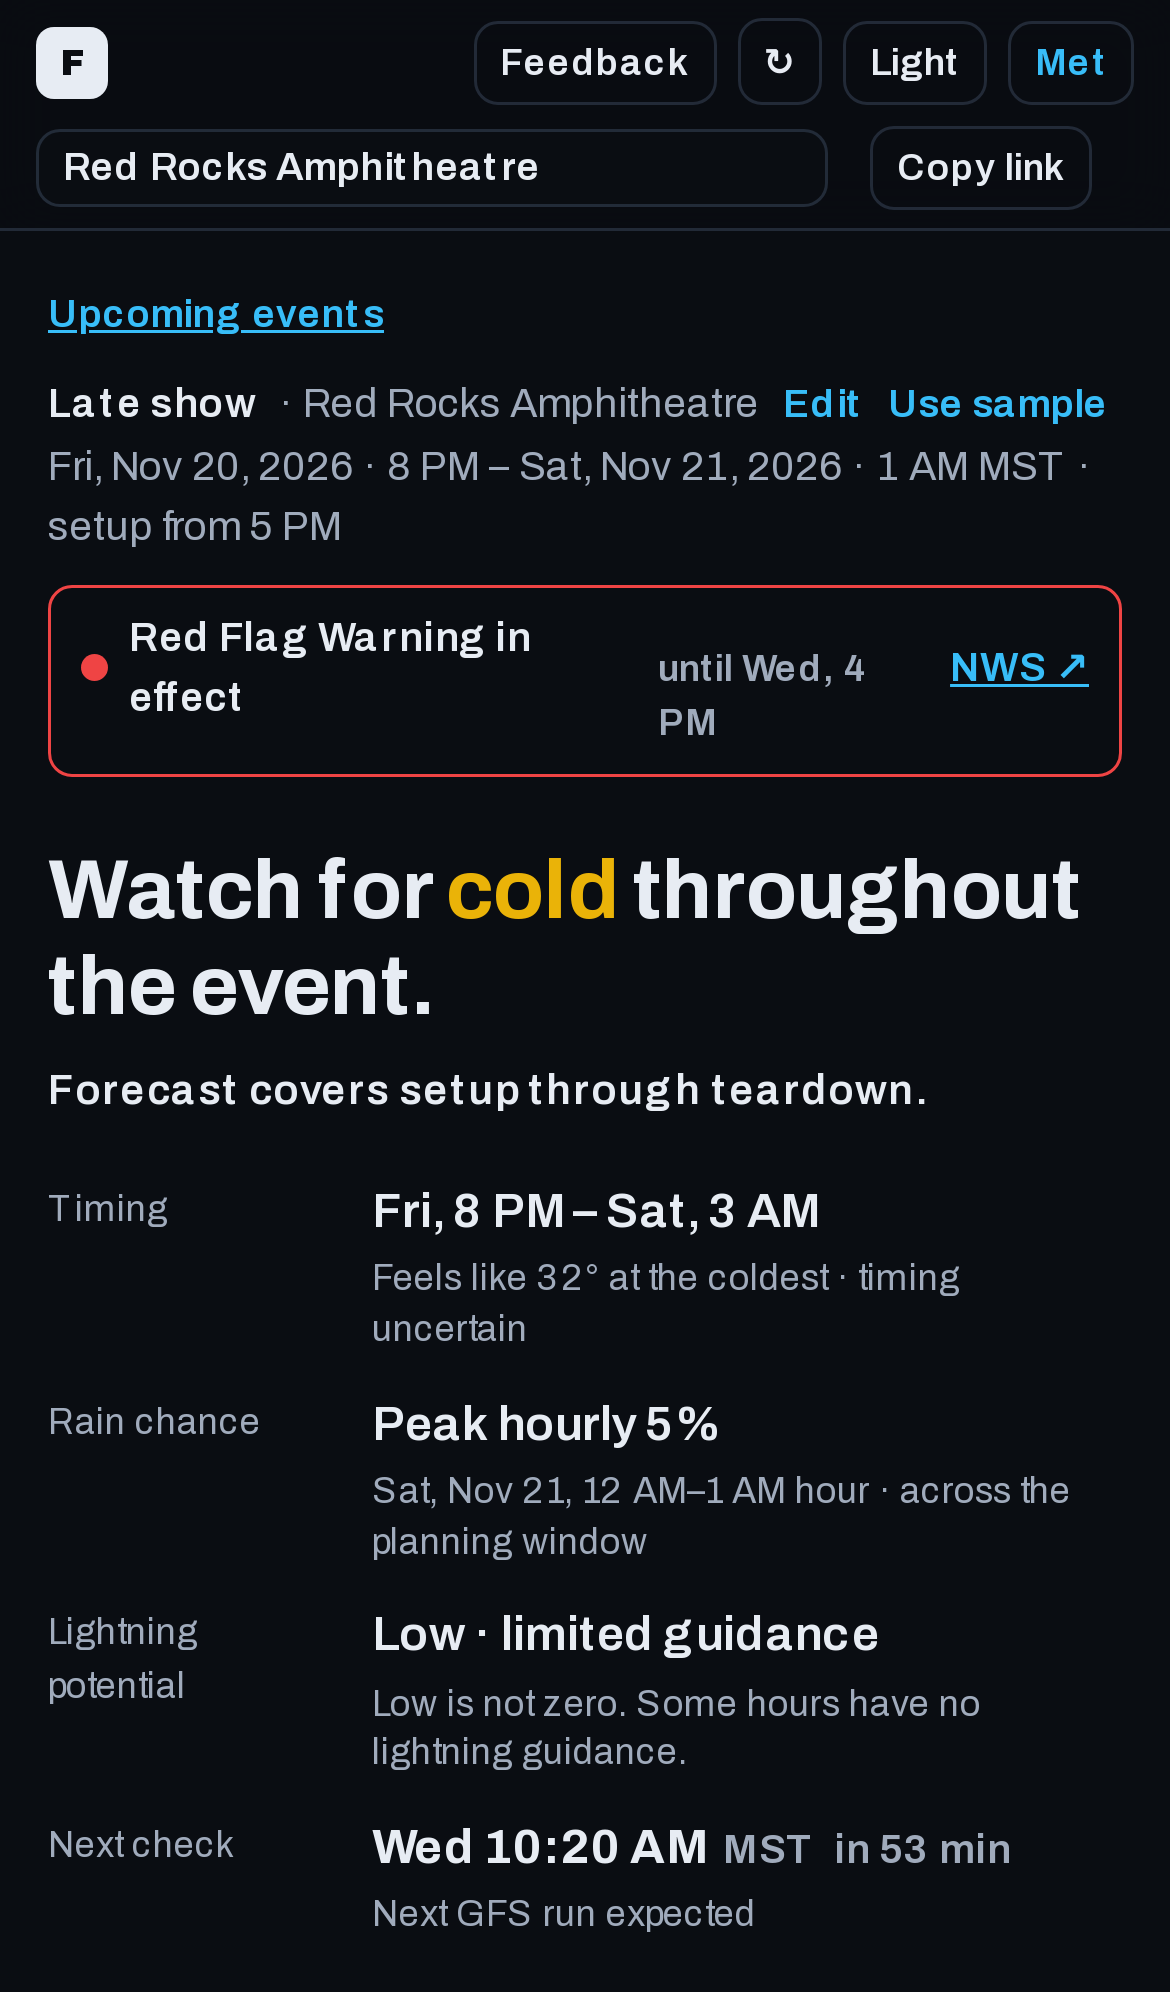 F
Feedback ↻ Light Met
Red Rocks Amphitheatre Copy link
Upcoming events
Late show · Red Rocks Amphitheatre Edit Use sample
Fri, Nov 20, 2026 · 8 PM – Sat, Nov 21, 2026 · 1 AM MST ·
setup from 5 PM
Red Flag Warning in
effect
until Wed, 4
PM
NWS ↗
Watch for cold throughout
the event.
Forecast covers setup through teardown.
Timing
Fri, 8 PM – Sat, 3 AM
Feels like 32° at the coldest · timing
uncertain
Rain chance
Peak hourly 5%
Sat, Nov 21, 12 AM–1 AM hour · across the
planning window
Lightning
potential
Low · limited guidance
Low is not zero. Some hours have no
lightning guidance.
Next check
Wed 10:20 AM MST in 53 min
Next GFS run expected